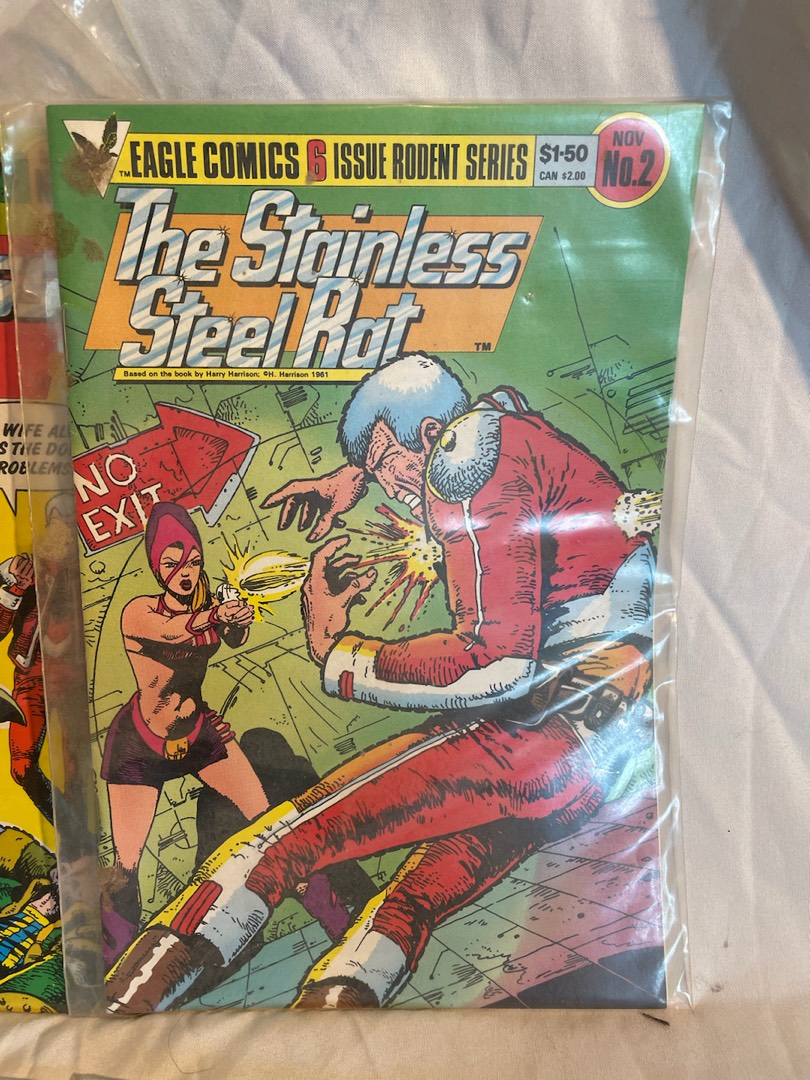 ™ EAGLE COMICS 6 ISSUE RODENT SERIES
$1·50
CAN $2.00
NOV
No.2
The Stainless
Steel Rat ™
Based on the book by Harry Harrison; ©H. Harrison 1961
NO
EXIT
WIFE AL
S THE DO
ROBLEMS